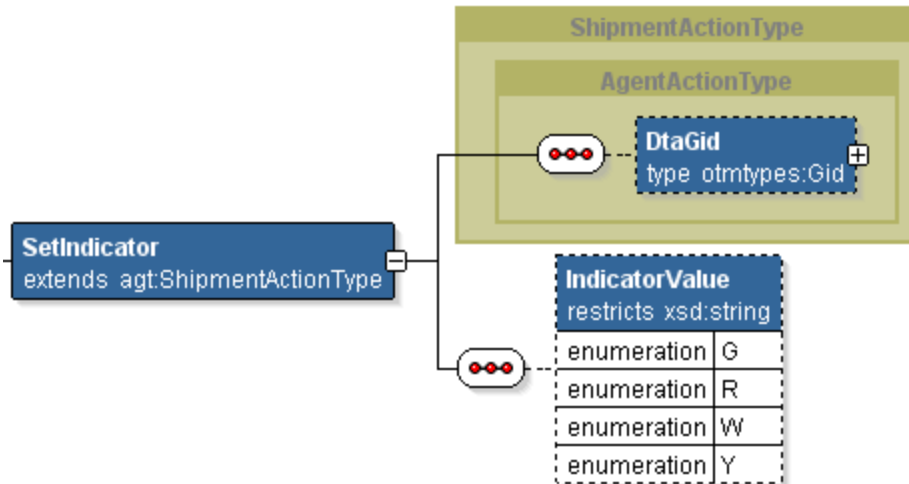 ShipmentActionType
AgentActionType
DtaGid
type otmtypes:Gid
SetIndicator
extends agt:ShipmentActionType
IndicatorValue
restricts xsd:string
enumeration G
enumeration R
enumeration W
enumeration Y